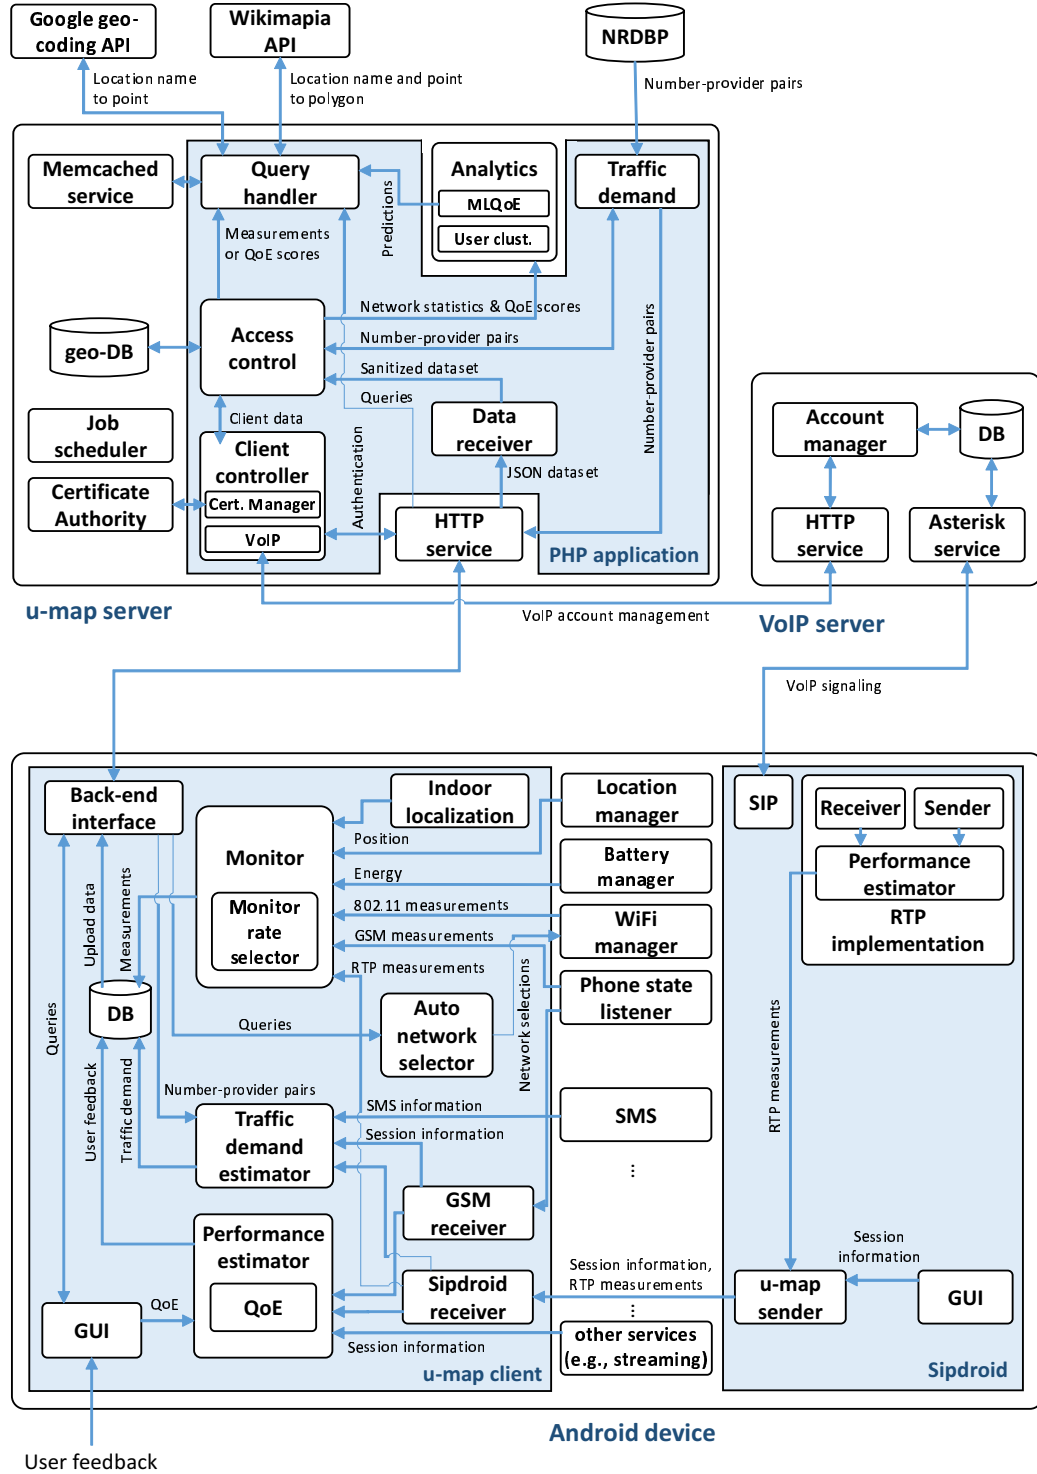 Google geo-
coding API
Wikimapia
API
NRDBP
Location name
to point
Location name and point
to polygon
Number-provider pairs
Memcached
service
Query
handler
Analytics
MLQoE
User clust.
Traffic
demand
Predictions
Measurements
or QoE scores
Network statistics & QoE scores
Access
control
geo-DB
Number-provider pairs
Sanitized dataset
Queries
Number-provider pairs
Job
scheduler
Client data
Data
receiver
Client
controller
Cert. Manager
VoIP
Certificate
Authority
Authentication
JSON dataset
HTTP
service
PHP application
u-map server
Account
manager
DB
HTTP
service
Asterisk
service
VoIP account management
VoIP server
VoIP signaling
Back-end
interface
Indoor
localization
Location
manager
SIP
Receiver
Sender
Monitor
Position
Battery
manager
Performance
estimator
Energy
Monitor
rate
selector
802.11 measurements
WiFi
manager
RTP
implementation
GSM measurements
RTP measurements
Phone state
listener
Upload data
Measurements
DB
Queries
Queries
Auto
network
selector
Network selections
RTP measurements
User feedback
Traffic demand
Number-provider pairs
Traffic
demand
estimator
SMS information
SMS
Session information
...
GSM
receiver
Performance
estimator
QoE
Sipdroid
receiver
Session information,
RTP measurements
Session
information
u-map
sender
GUI
GUI
QoE
...
other services
(e.g., streaming)
Session information
u-map client
Sipdroid
Android device
User feedback